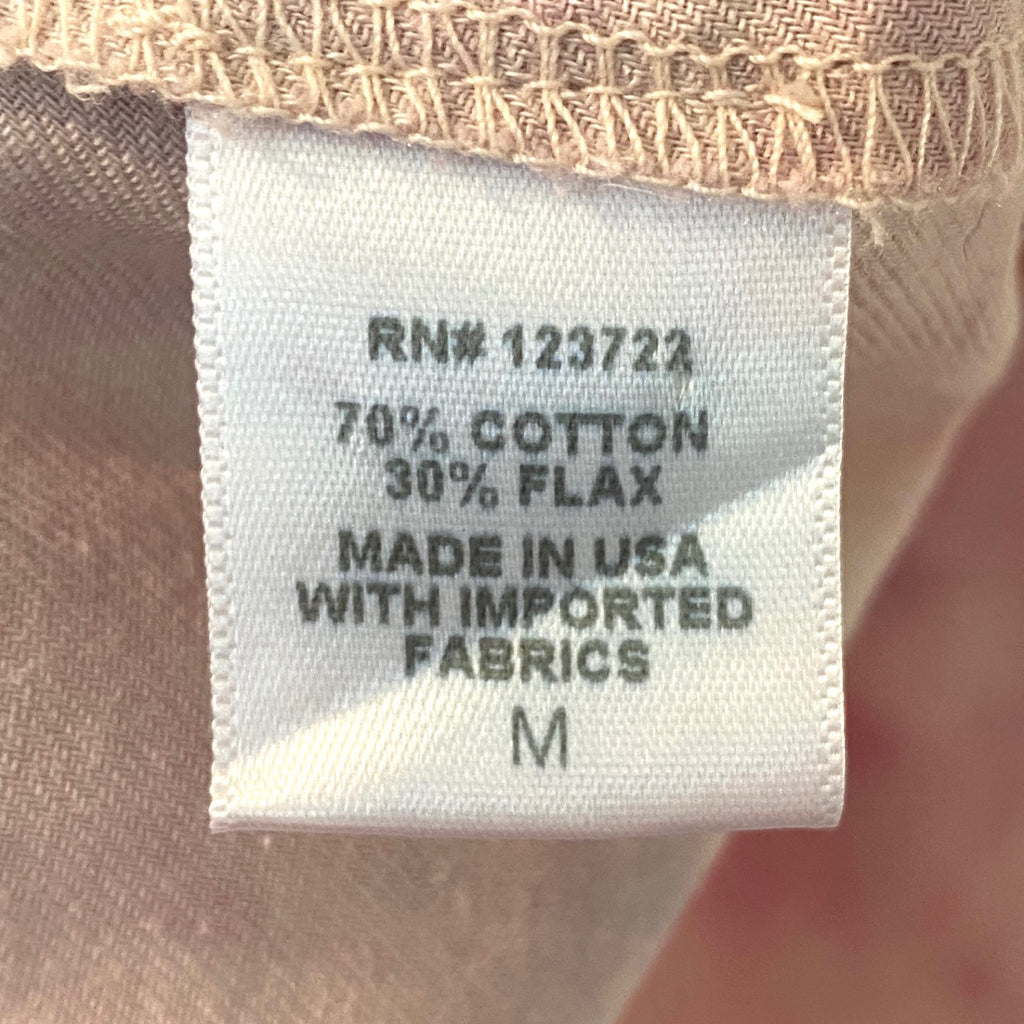 RN# 123722
70% COTTON
30% FLAX
MADE IN USA
WITH IMPORTED
FABRICS
M